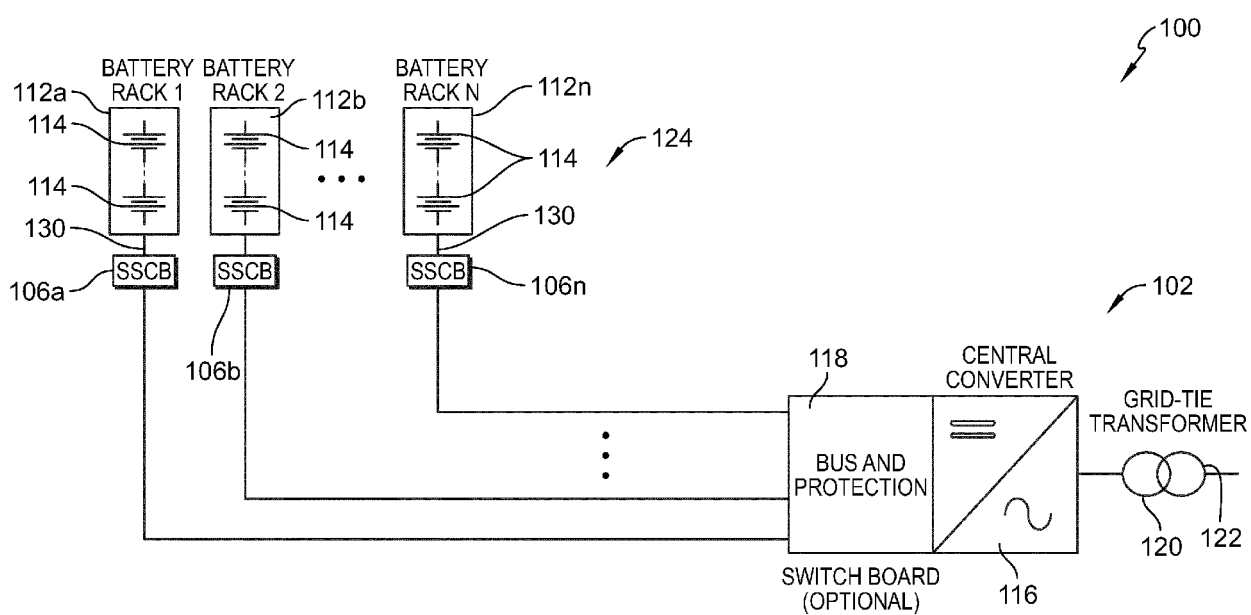 100
BATTERY
RACK 1
BATTERY
RACK 2
BATTERY
RACK N
112a
112b
112n
114
114
114
124
114
114
130
130
SSCB
SSCB
SSCB
106a
106n
106b
102
118
CENTRAL
CONVERTER
GRID-TIE
TRANSFORMER
BUS AND
PROTECTION
120
122
SWITCH BOARD
(OPTIONAL)
116